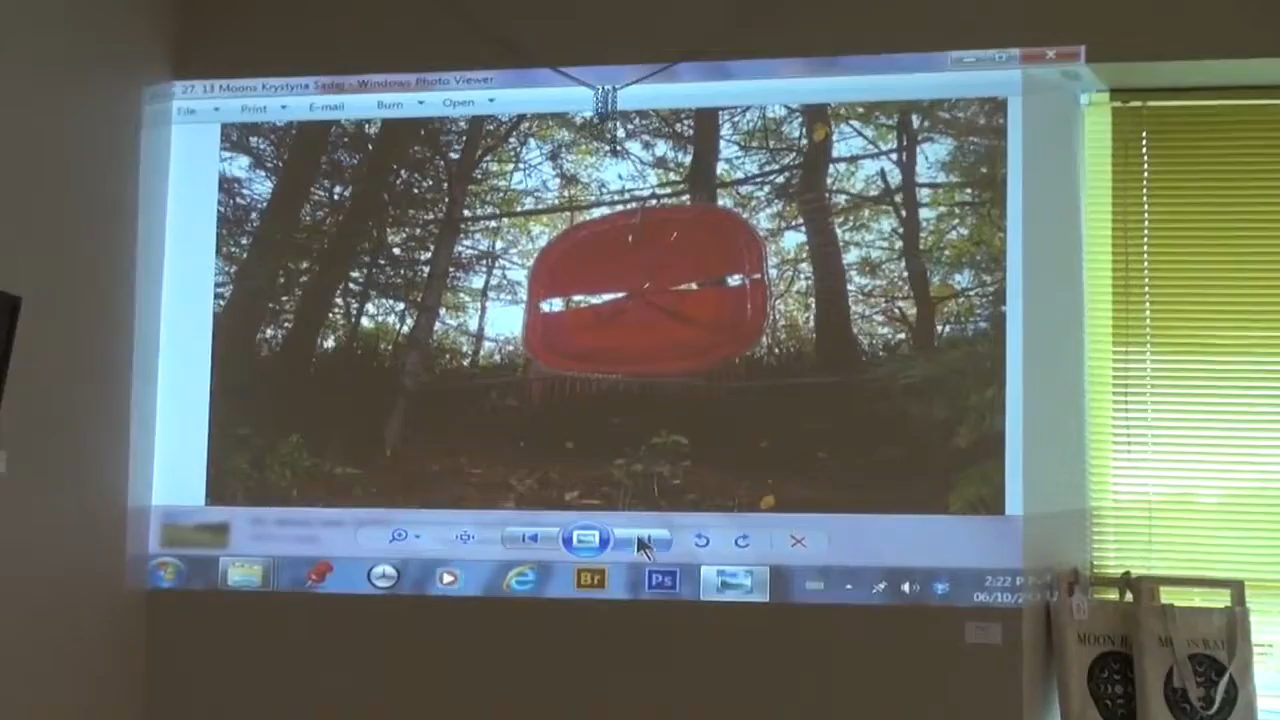 27. 13 Moons Krystyna Sadej - Windows Photo Viewer
File Print E-mail Burn Open
Br Ps
2:22 P
06/10/2
MOON
MOON